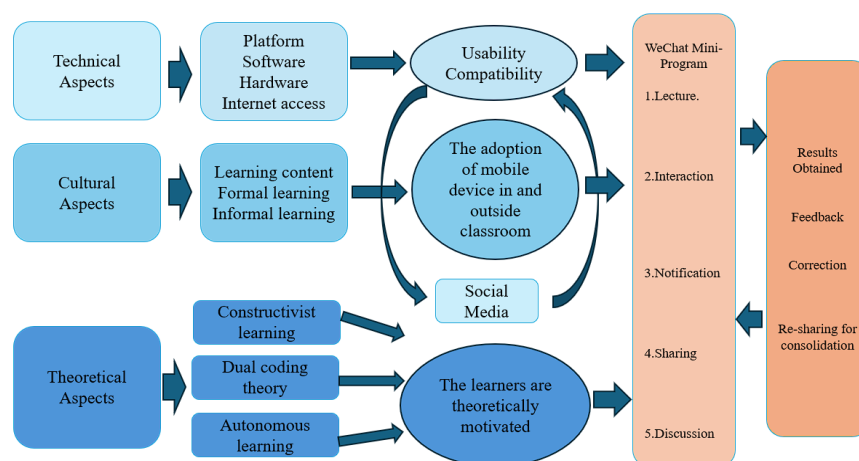 Technical
Aspects
Platform
Software
Hardware
Internet access
Usability
Compatibility
Cultural
Aspects
Learning content
Formal learning
Informal learning
The adoption
of mobile
device in and
outside
classroom
Social
Media
Theoretical
Aspects
Constructivist
learning
Dual coding
theory
Autonomous
learning
The learners are
theoretically
motivated
WeChat Mini-
Program
1.Lecture.
2.Interaction
3.Notification
4.Sharing
5.Discussion
Results
Obtained
Feedback
Correction
Re-sharing for
consolidation